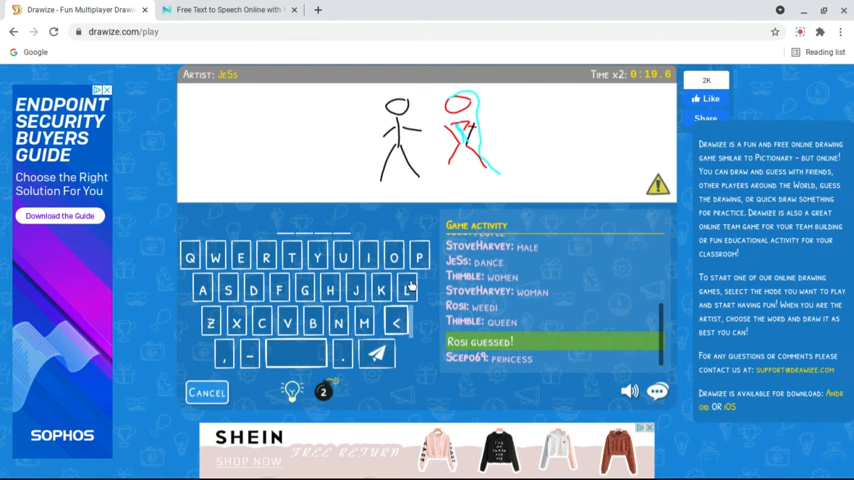 Drawize - Fun Multiplayer Draw
Free Text to Speech Online with
drawize.com/play
Google
Reading list
Artist: JeSs
Time x2: 0:19.6
2K
Like
Share
ENDPOINT
SECURITY
BUYERS
GUIDE
Choose the Right
Solution For You
Download the Guide
SOPHOS
Q W E R T Y U I O P
A S D F G H J K L
Z X C V B N M <
, - .
Cancel
2
Game activity
StoveHarvey: male
JeSs: dance
Thimble: women
StoveHarvey: woman
Rosi: weedi
Thimble: queen
Rosi guessed!
Scep069: princess
Drawize is a fun and free online drawing
game similar to Pictionary - but online!
You can draw and guess with friends,
other players around the World, guess
the drawing, or quick draw something
for practice. Drawize is also a great
online team game for your team building
or fun educational activity for your
classroom!
To start one of our online drawing
games, select the mode you want to play
and start having fun! When you are the
artist, choose the word and draw it as
best you can!
For any questions or comments please
contact us at: support@drawize.com
Drawize is available for download: Andr
oid or iOS
SHEIN
SHOP NOW
FREE RETURN